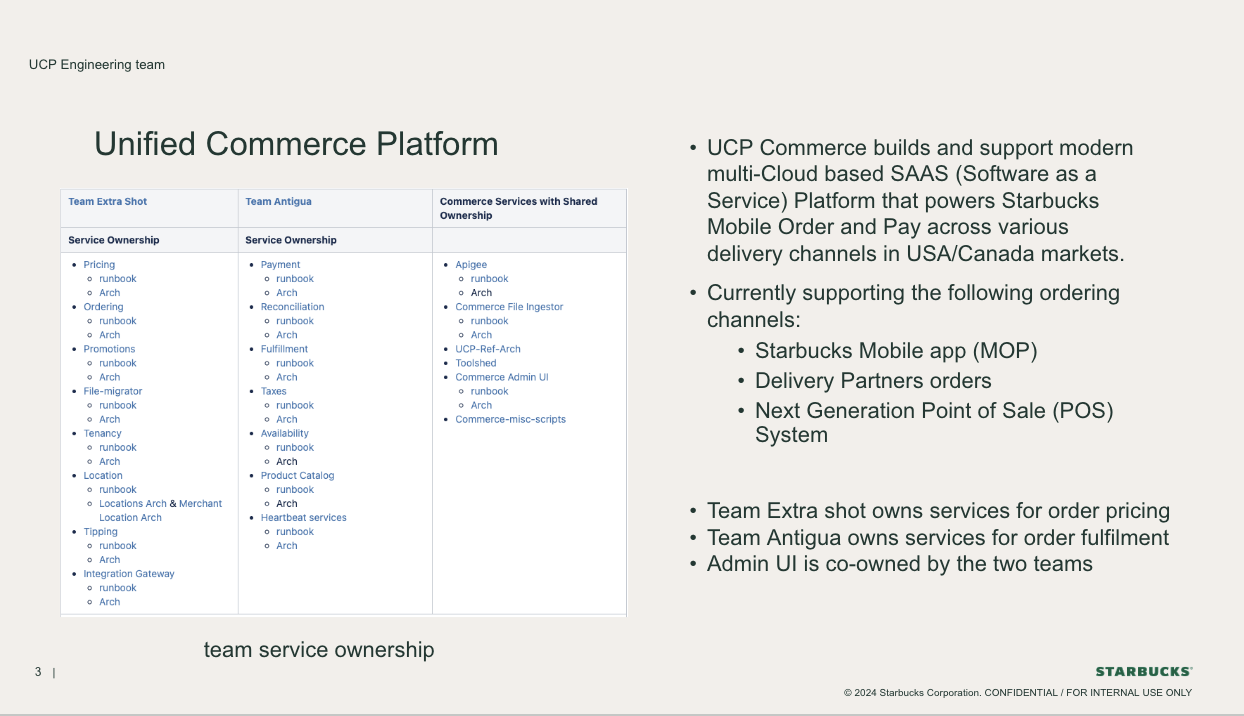 UCP Engineering team
Unified Commerce Platform
Team Extra Shot
Team Antigua
Commerce Services with Shared
Ownership
Service Ownership
Service Ownership
• Pricing
○ runbook
○ Arch
• Ordering
○ runbook
○ Arch
• Promotions
○ runbook
○ Arch
• File-migrator
○ runbook
○ Arch
• Tenancy
○ runbook
○ Arch
• Location
○ runbook
○ Locations Arch & Merchant
Location Arch
• Tipping
○ runbook
○ Arch
• Integration Gateway
○ runbook
○ Arch
• Payment
○ runbook
○ Arch
• Reconciliation
○ runbook
○ Arch
• Fulfillment
○ runbook
○ Arch
• Taxes
○ runbook
○ Arch
• Availability
○ runbook
○ Arch
• Product Catalog
○ runbook
○ Arch
• Heartbeat services
○ runbook
○ Arch
• Apigee
○ runbook
○ Arch
• Commerce File Ingestor
○ runbook
○ Arch
• UCP-Ref-Arch
• Toolshed
• Commerce Admin UI
○ runbook
○ Arch
• Commerce-misc-scripts
team service ownership
• UCP Commerce builds and support modern
multi-Cloud based SAAS (Software as a
Service) Platform that powers Starbucks
Mobile Order and Pay across various
delivery channels in USA/Canada markets.
• Currently supporting the following ordering
channels:
• Starbucks Mobile app (MOP)
• Delivery Partners orders
• Next Generation Point of Sale (POS)
System
• Team Extra shot owns services for order pricing
• Team Antigua owns services for order fulfilment
• Admin UI is co-owned by the two teams
3 |
STARBUCKS®
© 2024 Starbucks Corporation. CONFIDENTIAL / FOR INTERNAL USE ONLY